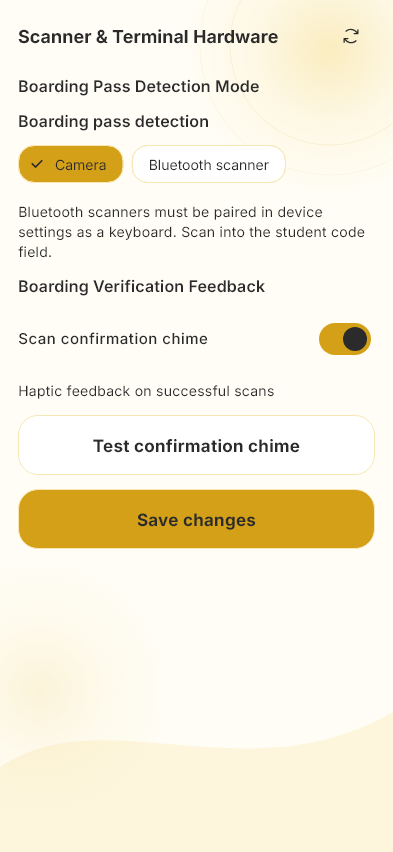 Scanner & Terminal Hardware
Boarding Pass Detection Mode
Boarding pass detection
Camera
Bluetooth scanner
Bluetooth scanners must be paired in device
settings as a keyboard. Scan into the student code
field.
Boarding Verification Feedback
Scan confirmation chime
Haptic feedback on successful scans
Test confirmation chime
Save changes